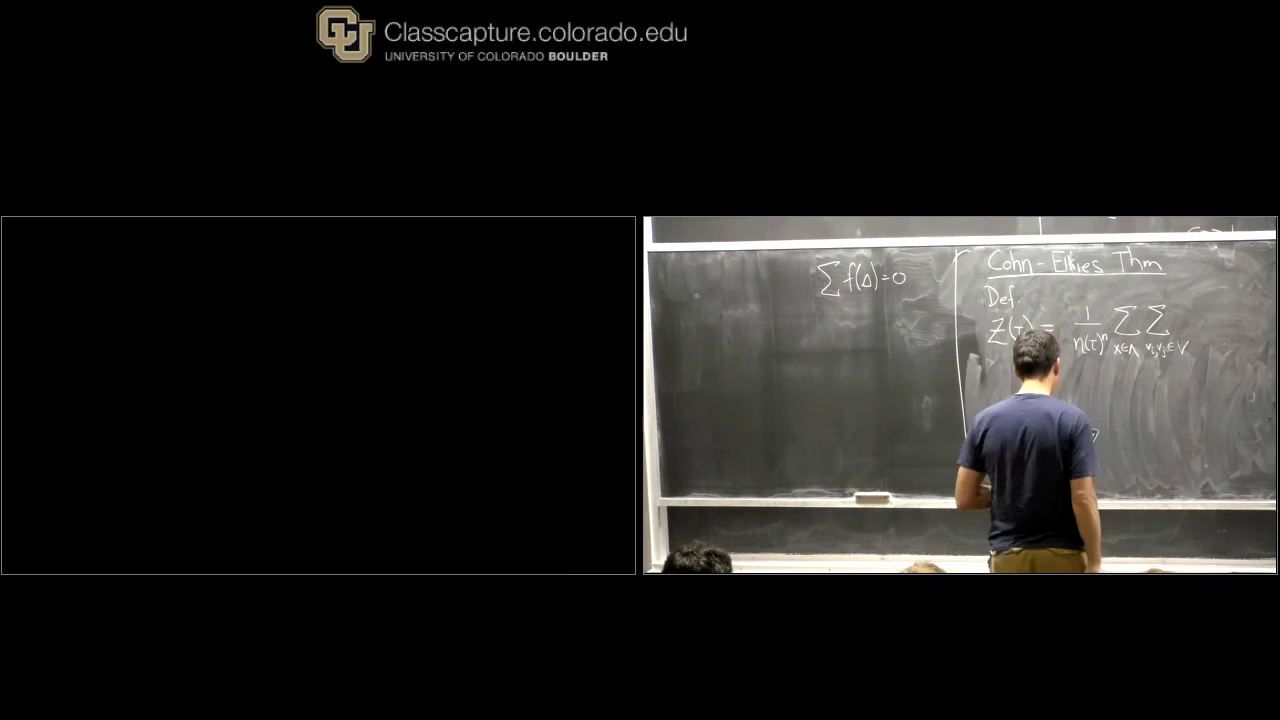 Classcapture.colorado.edu
UNIVERSITY OF COLORADO BOULDER
∑ f(Δ)=0
Cohn-Elkies Thm
Def.
Z(τ) = 1/η(τ)^n ∑_{x∈Λ} ∑_{v_i,v_j∈V}